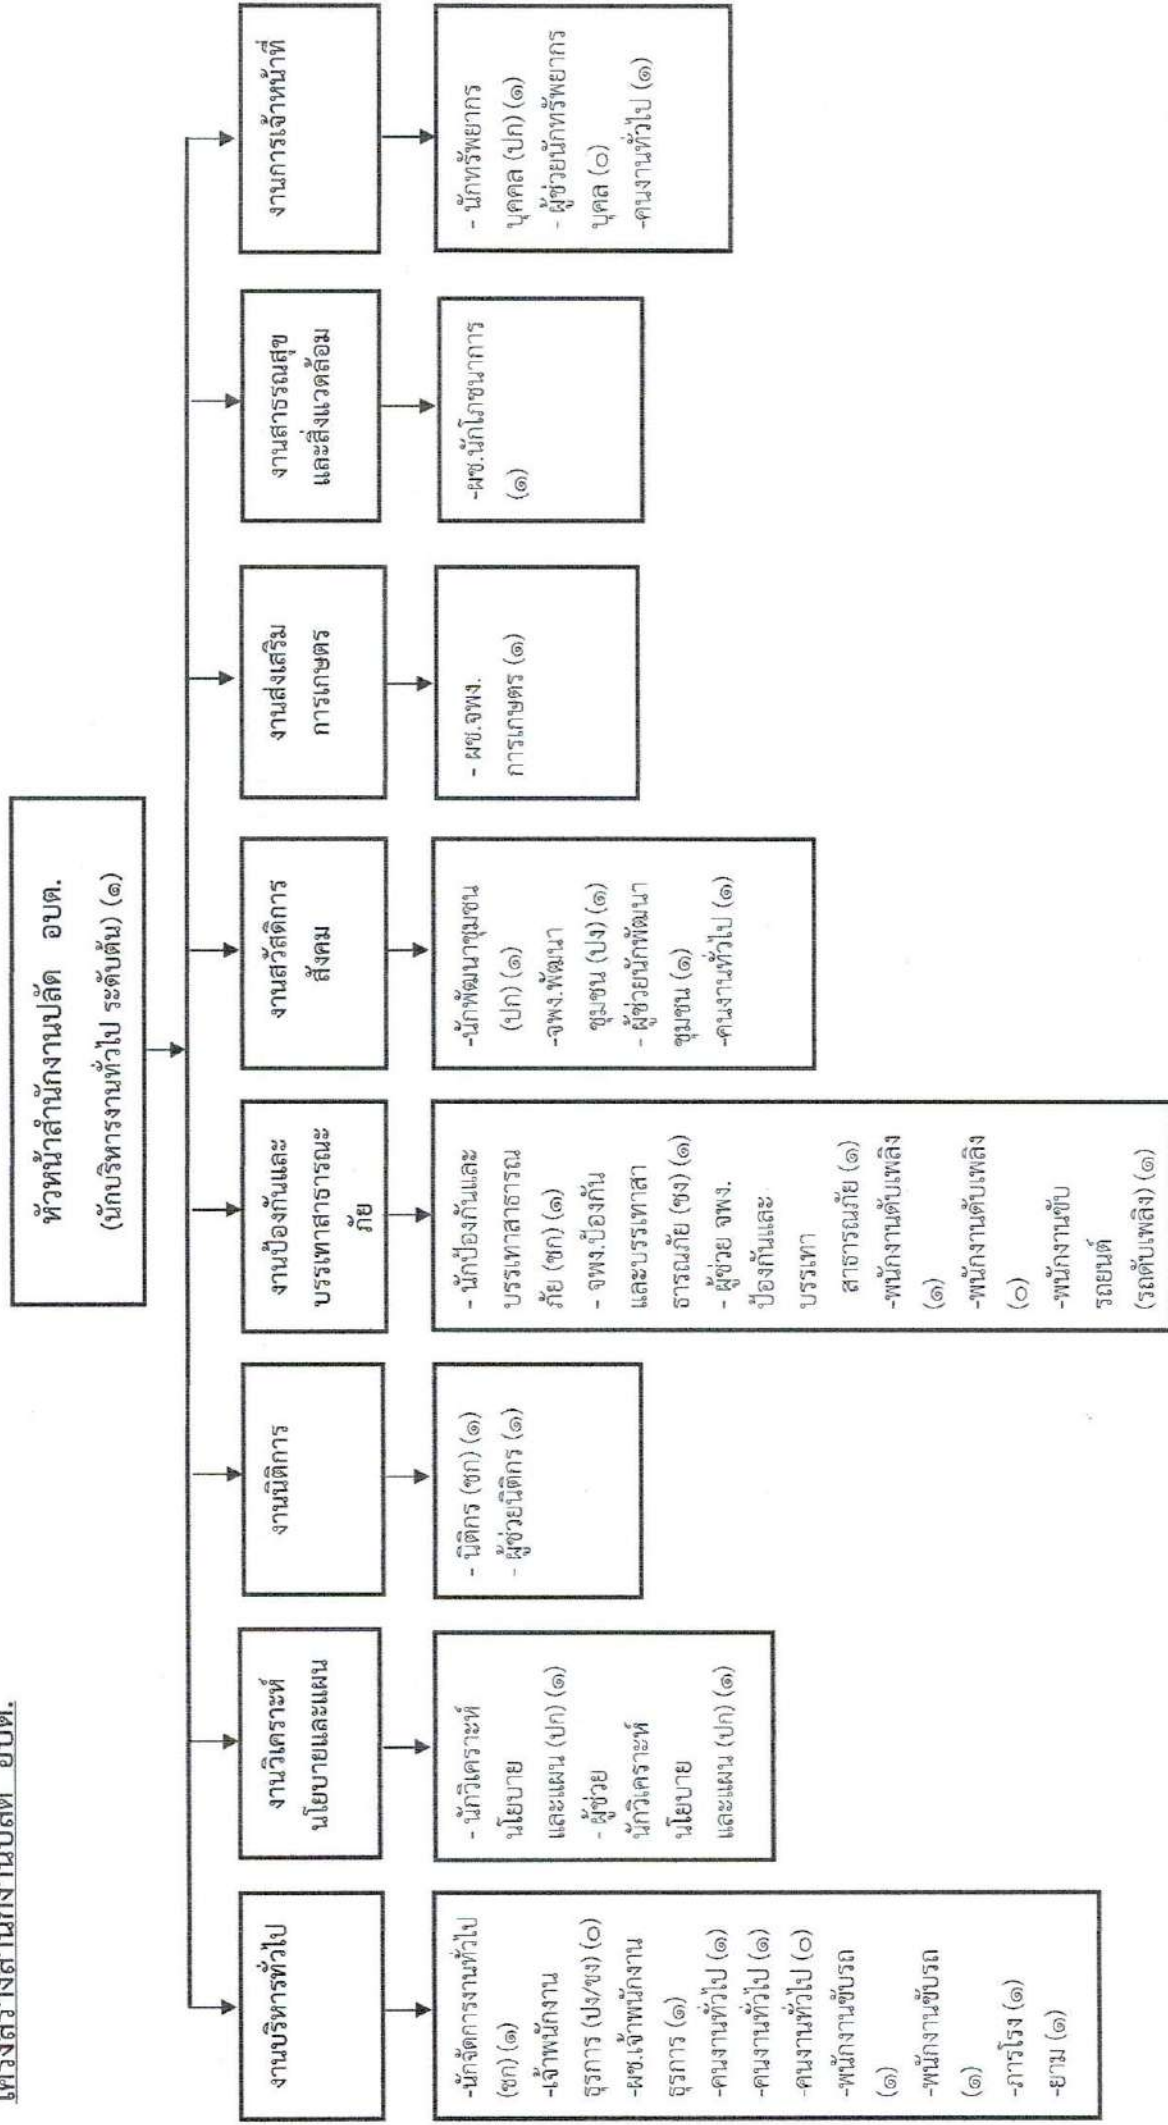 โครงสร้างสำนักงานปลัด อบต.
หัวหน้าสำนักงานปลัด อบต.
(นักบริหารงานทั่วไป ระดับต้น) (๑)
งานบริหารทั่วไป
-นักจัดการงานทั่วไป
(ชก) (๑)
-เจ้าพนักงาน
ธุรการ (ปง/ชง) (๐)
-ผช.เจ้าพนักงาน
ธุรการ (๑)
-คนงานทั่วไป (๑)
-คนงานทั่วไป (๑)
-คนงานทั่วไป (๐)
-พนักงานขับรถ
(๑)
-พนักงานขับรถ
(๑)
-ภารโรง (๑)
-ยาม (๑)
งานวิเคราะห์
นโยบายและแผน
- นักวิเคราะห์
นโยบาย
และแผน (ปก) (๑)
- ผู้ช่วย
นักวิเคราะห์
นโยบาย
และแผน (ปก) (๑)
งานนิติการ
- นิติกร (ชก) (๑)
- ผู้ช่วยนิติกร (๑)
งานป้องกันและ
บรรเทาสาธารณะ
ภัย
- นักป้องกันและ
บรรเทาสาธารณ
ภัย (ชก) (๑)
- จพง.ป้องกัน
และบรรเทาสา
ธารณภัย (ชง) (๑)
- ผู้ช่วย จพง.
ป้องกันและ
บรรเทา
สาธารณภัย (๑)
-พนักงานดับเพลิง
(๑)
-พนักงานดับเพลิง
(๐)
-พนักงานขับ
รถยนต์
(รถดับเพลิง) (๑)
งานสวัสดิการ
สังคม
-นักพัฒนาชุมชน
(ปก) (๑)
-จพง.พัฒนา
ชุมชน (ปง) (๑)
- ผู้ช่วยนักพัฒนา
ชุมชน (๑)
-คนงานทั่วไป (๑)
งานส่งเสริม
การเกษตร
- ผช.จพง.
การเกษตร (๑)
งานสาธรรณสุข
และสิ่งแวดล้อม
-ผช.นักโภชนาการ
(๑)
งานการเจ้าหน้าที่
- นักทรัพยากร
บุคคล (ปก) (๑)
- ผู้ช่วยนักทรัพยากร
บุคล (๐)
-คนงานทั่วไป (๑)